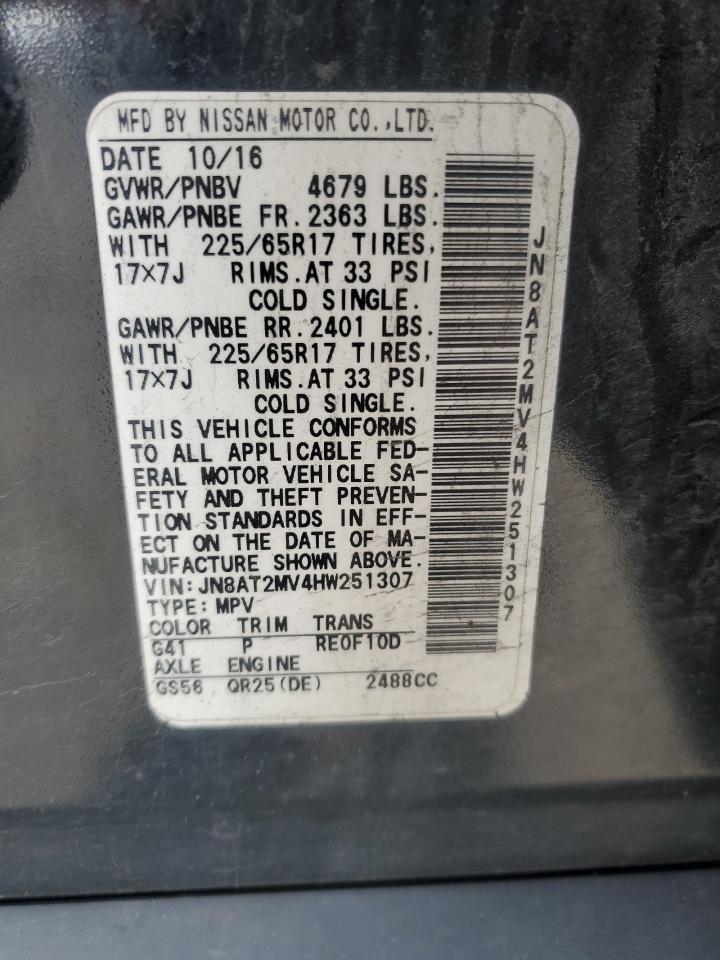 MFD BY NISSAN MOTOR CO.,LTD.
DATE 10/16
GVWR/PNBV 4679 LBS.
GAWR/PNBE FR.2363 LBS.
WITH 225/65R17 TIRES,
17×7J RIMS.AT 33 PSI
COLD SINGLE.
GAWR/PNBE RR.2401 LBS.
WITH 225/65R17 TIRES,
17×7J RIMS.AT 33 PSI
COLD SINGLE.
THIS VEHICLE CONFORMS
TO ALL APPLICABLE FED-
ERAL MOTOR VEHICLE SA-
FETY AND THEFT PREVEN-
TION STANDARDS IN EFF-
ECT ON THE DATE OF MA-
NUFACTURE SHOWN ABOVE.
VIN:JN8AT2MV4HW251307
TYPE:MPV
COLOR TRIM TRANS
G41 P RE0F10D
AXLE ENGINE
GS56 QR25(DE) 2488CC
JN8AT2MV4HW251307